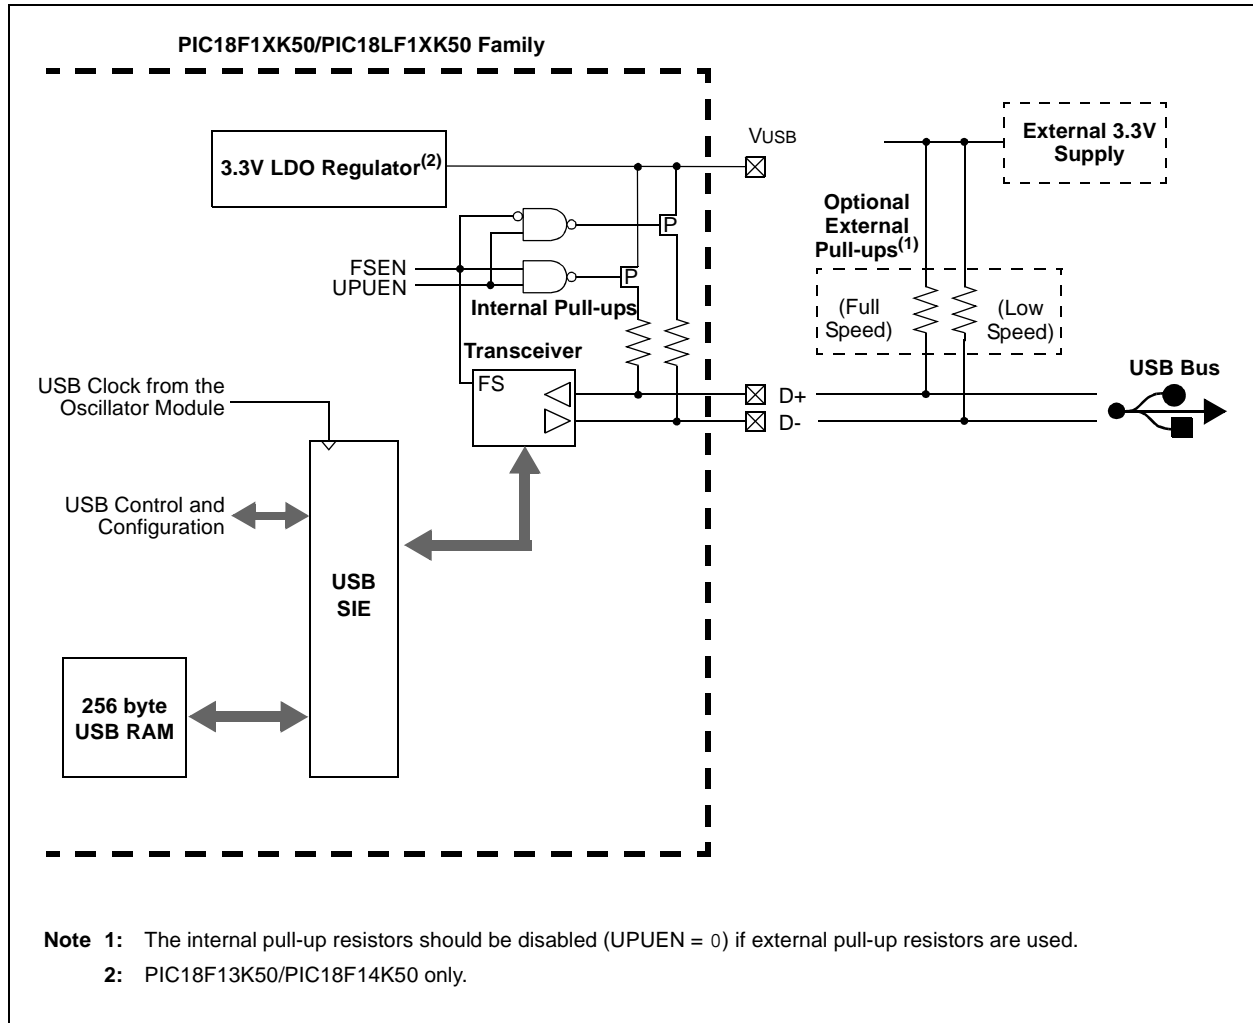 PIC18F1XK50/PIC18LF1XK50 Family
3.3V LDO Regulator(2)
VUSB
External 3.3V
Supply
Optional
External
Pull-ups(1)
P
P
FSEN
UPUEN
Internal Pull-ups
(Full
Speed)
(Low
Speed)
Transceiver
FS
USB Clock from the
Oscillator Module
D+
D-
USB Bus
USB Control and
Configuration
USB
SIE
256 byte
USB RAM
Note 1: The internal pull-up resistors should be disabled (UPUEN = 0) if external pull-up resistors are used.
2: PIC18F13K50/PIC18F14K50 only.